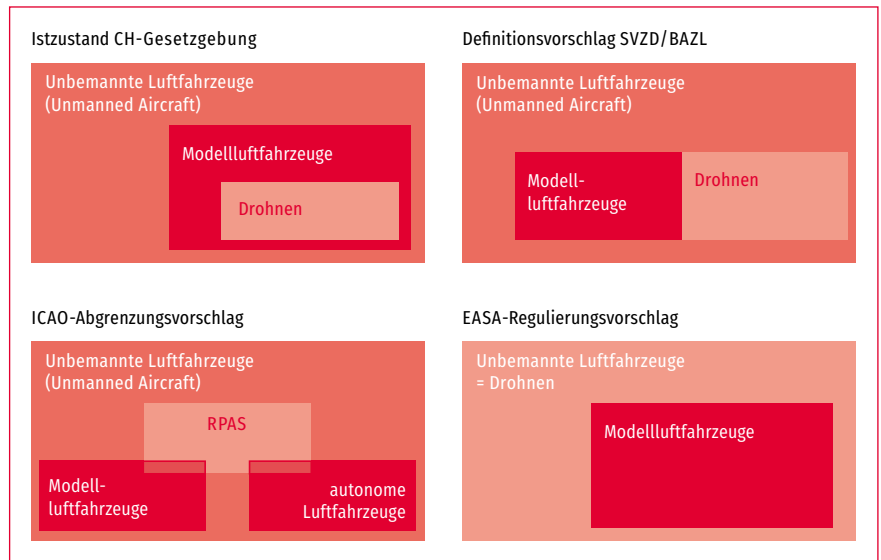 Istzustand CH-Gesetzgebung
Unbemannte Luftfahrzeuge
(Unmanned Aircraft)
Modellluftfahrzeuge
Drohnen
Definitionsvorschlag SVZD/BAZL
Unbemannte Luftfahrzeuge
(Unmanned Aircraft)
Modell-
luftfahrzeuge
Drohnen
ICAO-Abgrenzungsvorschlag
Unbemannte Luftfahrzeuge
(Unmanned Aircraft)
RPAS
Modell-
luftfahrzeuge
autonome
Luftfahrzeuge
EASA-Regulierungsvorschlag
Unbemannte Luftfahrzeuge
= Drohnen
Modellluftfahrzeuge